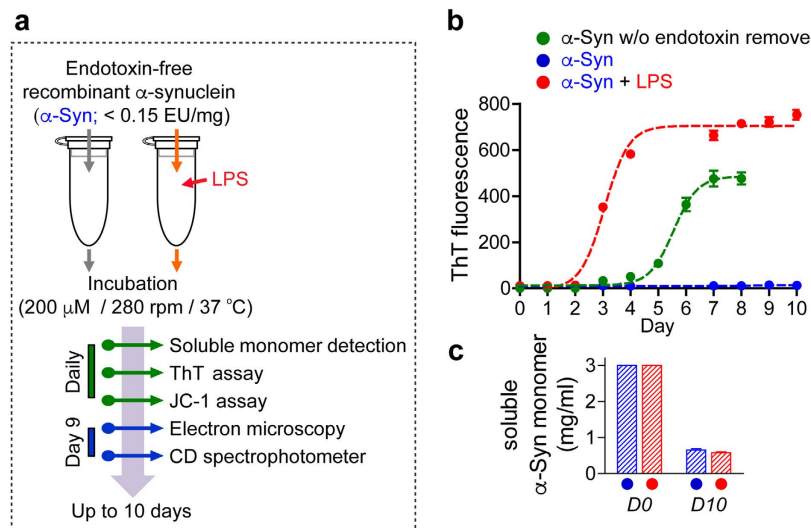 a
Endotoxin-free
recombinant α-synuclein
(α-Syn; < 0.15 EU/mg)
LPS
Incubation
(200 μM / 280 rpm / 37 °C)
Daily
Soluble monomer detection
ThT assay
JC-1 assay
Day 9
Electron microscopy
CD spectrophotometer
Up to 10 days
b
α-Syn w/o endotoxin remove
α-Syn
α-Syn + LPS
ThT fluorescence
800
600
400
200
0
0 1 2 3 4 5 6 7 8 9 10
Day
c
soluble
α-Syn monomer
(mg/ml)
3
2
1
0
D0 D10